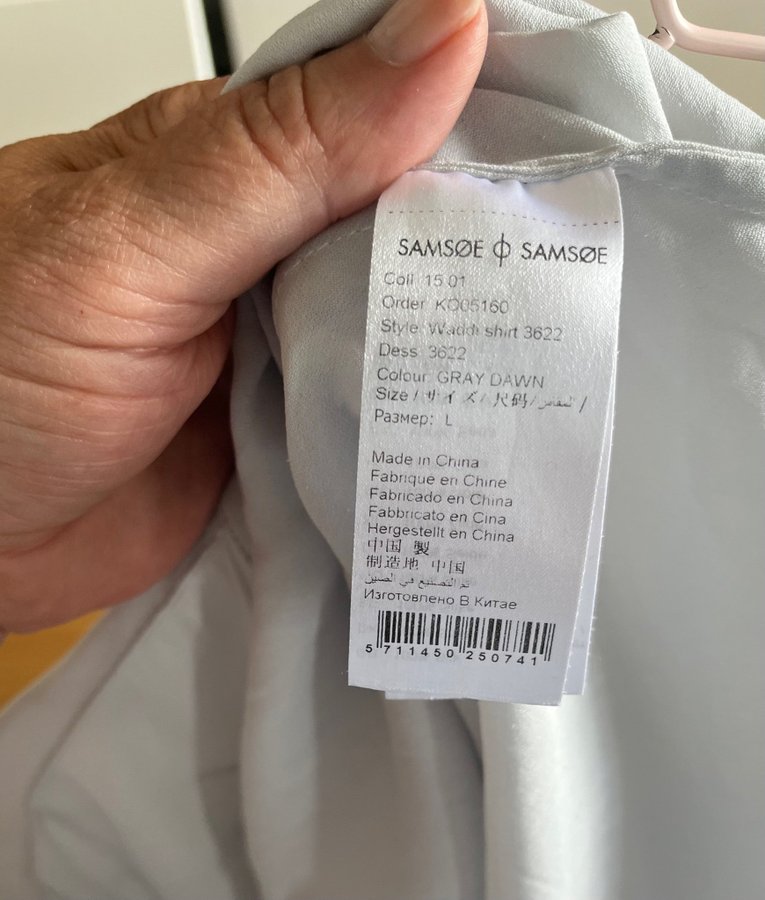 SAMSØE ϕ SAMSØE
Coll 15 01
Order KO05160
Style Waddi shirt 3622
Dess 3622
Colour GRAY DAWN
Size / サイズ / 尺码 / المقاس /
Размер: L
Made in China
Fabrique en Chine
Fabricado en China
Fabbricato en Cina
Hergestellt en China
中国 製
制造地 中国
تم التصنيع في الصين
Изготовлено В Китае
5 711450 250741